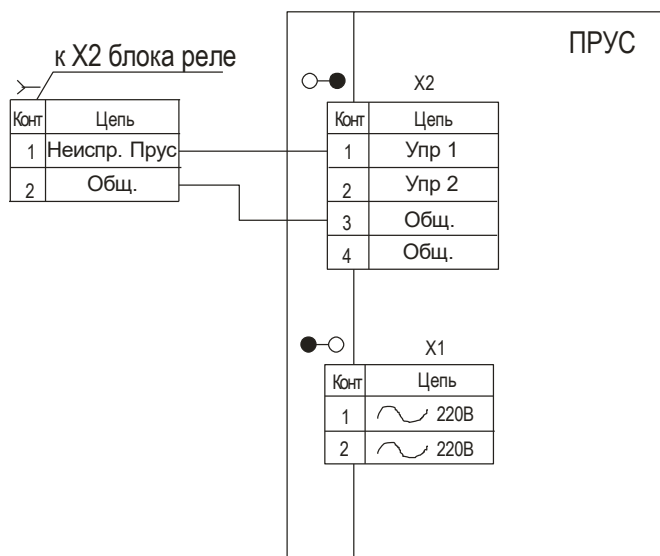 ПРУС
к X2 блока реле
Конт Цепь
1 Неиспр. Прус
2 Общ.
X2
Конт Цепь
1 Упр 1
2 Упр 2
3 Общ.
4 Общ.
X1
Конт Цепь
1 220В
2 220В